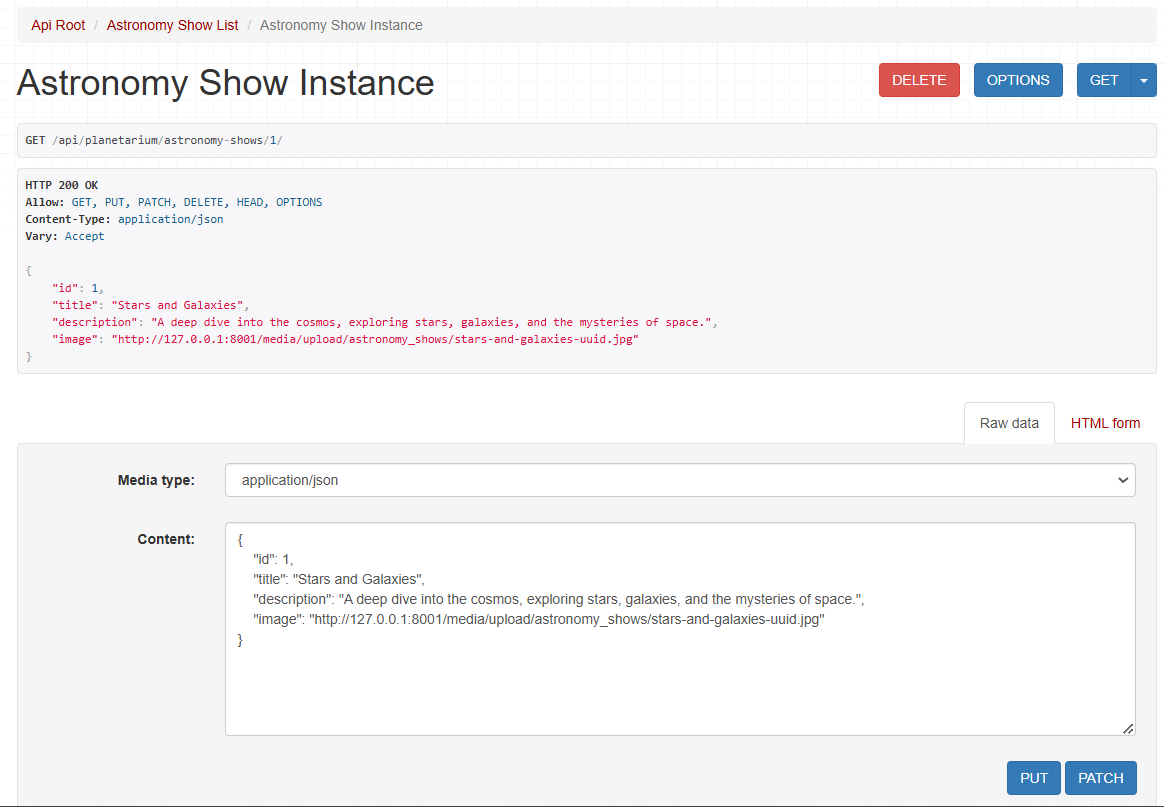 Api Root / Astronomy Show List / Astronomy Show Instance
Astronomy Show Instance
DELETE
OPTIONS
GET
GET /api/planetarium/astronomy-shows/1/
HTTP 200 OK
Allow: GET, PUT, PATCH, DELETE, HEAD, OPTIONS
Content-Type: application/json
Vary: Accept
{
    "id": 1,
    "title": "Stars and Galaxies",
    "description": "A deep dive into the cosmos, exploring stars, galaxies, and the mysteries of space.",
    "image": "http://127.0.0.1:8001/media/upload/astronomy_shows/stars-and-galaxies-uuid.jpg"
}
Raw data
HTML form
Media type:
application/json
Content:
{
    "id": 1,
    "title": "Stars and Galaxies",
    "description": "A deep dive into the cosmos, exploring stars, galaxies, and the mysteries of space.",
    "image": "http://127.0.0.1:8001/media/upload/astronomy_shows/stars-and-galaxies-uuid.jpg"
}
PUT
PATCH